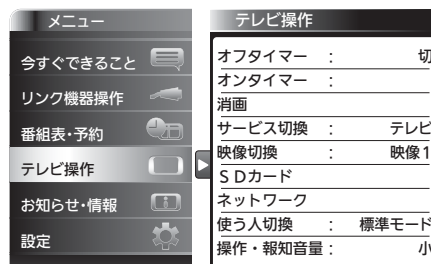 メニュー
今すぐできること
リンク機器操作
番組表・予約
テレビ操作
お知らせ・情報
設定
テレビ操作
オフタイマー : 切
オンタイマー :
消画
サービス切換 : テレビ
映像切換 : 映像1
SDカード
ネットワーク
使う人切換 : 標準モード
操作・報知音量 : 小